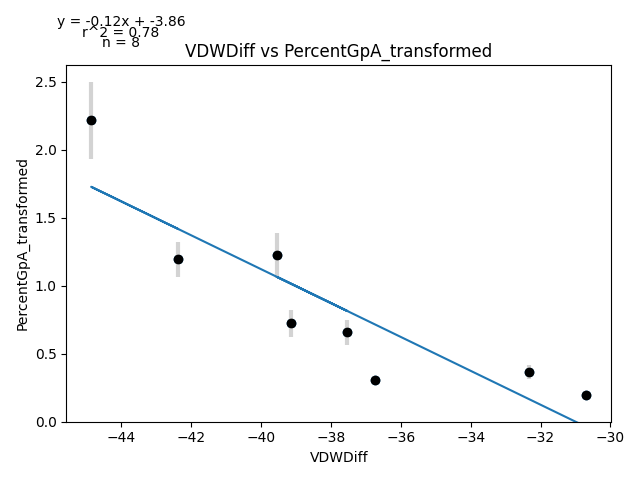 y = -0.12x + -3.86
r^2 = 0.78
n = 8
VDWDiff vs PercentGpA_transformed
PercentGpA_transformed
2.5
2.0
1.5
1.0
0.5
0.0
−44
−42
−40
−38
−36
−34
−32
−30
VDWDiff